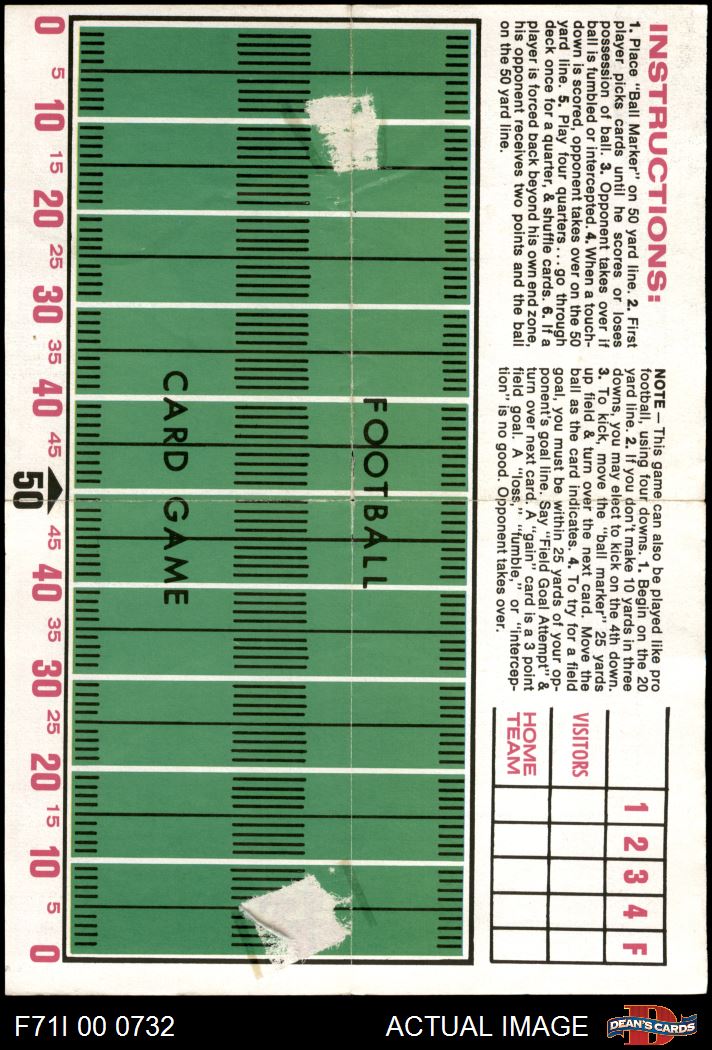 INSTRUCTIONS:
1. Place "Ball Marker" on 50 yard line. 2. First
player picks cards until he scores or loses
possession of ball. 3. Opponent takes over if
ball is fumbled or intercepted. 4. When a touch-
down is scored, opponent takes over on the 50
yard line. 5. Play four quarters...go through
deck once for a quarter, & shuffle cards. 6. If a
player is forced back beyond his own end zone,
his opponent receives two points and the ball
on the 50 yard line.
NOTE — This game can also be played like pro
football, using four downs. 1. Begin on the 20
yard line. 2. If you don't make 10 yards in three
downs, you may elect to kick on the 4th down.
3. To kick, move the "ball marker" 25 yards
up field & turn over the next card. Move the
ball as the card indicates. 4. To try for a field
goal, you must be within 25 yards of your op-
ponent's goal line. Say "Field Goal Attempt" &
turn over next card. A "gain" card is a 3 point
field goal. A "loss," "fumble," or "intercep-
tion" is no good. Opponent takes over.
1 2 3 4 F
VISITORS
HOME
TEAM
FOOTBALL
CARD GAME
0 5 10 15 20 25 30 35 40 45 50 45 40 35 30 25 20 15 10 5 0
F71I 00 0732
ACTUAL IMAGE
D
DEAN'S CARDS